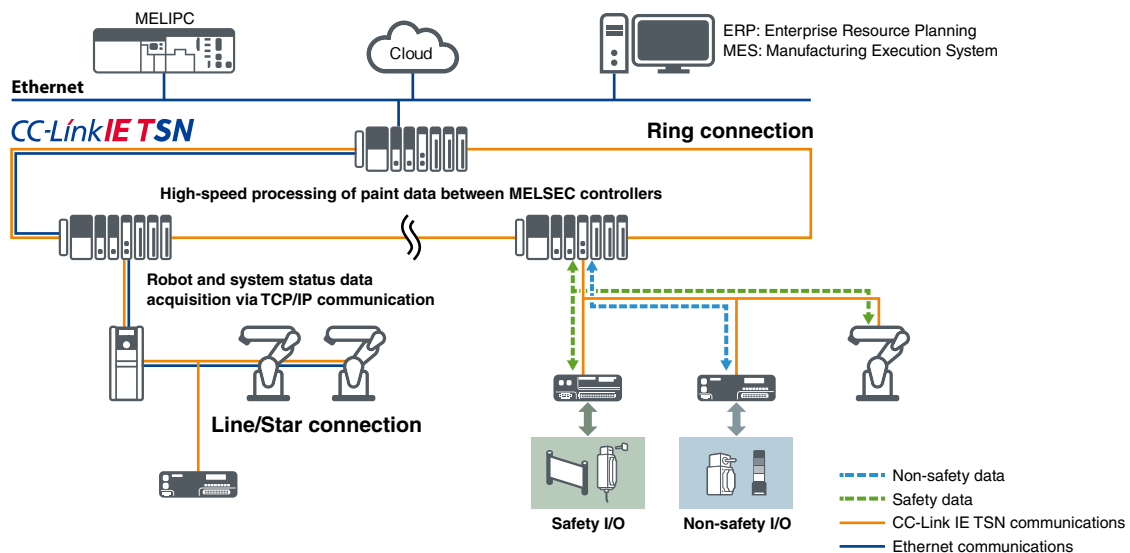 MELIPC
Cloud
ERP: Enterprise Resource Planning
MES: Manufacturing Execution System
Ethernet
CC-Link IE TSN
Ring connection
High-speed processing of paint data between MELSEC controllers
Robot and system status data
acquisition via TCP/IP communication
Line/Star connection
Safety I/O
Non-safety I/O
Non-safety data
Safety data
CC-Link IE TSN communications
Ethernet communications